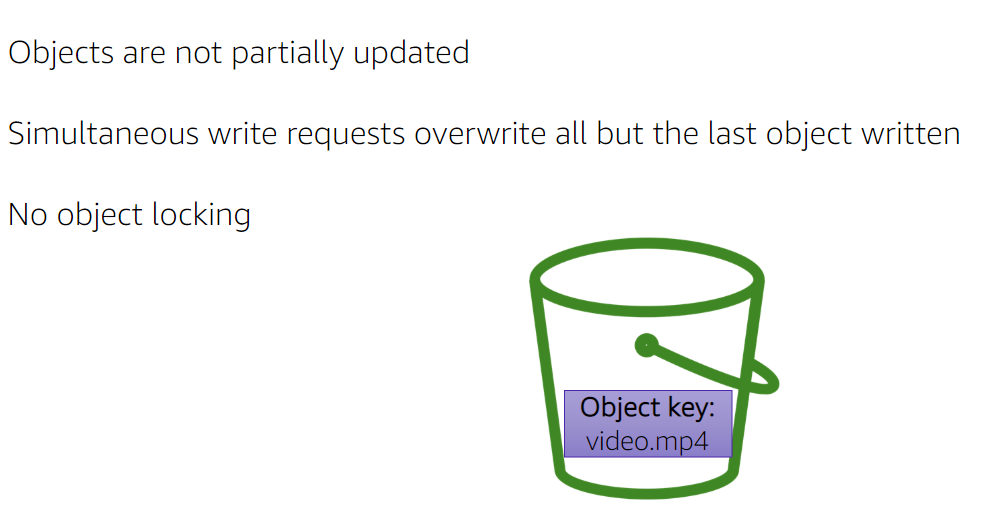 Objects are not partially updated
Simultaneous write requests overwrite all but the last object written
No object locking
Object key:
video.mp4